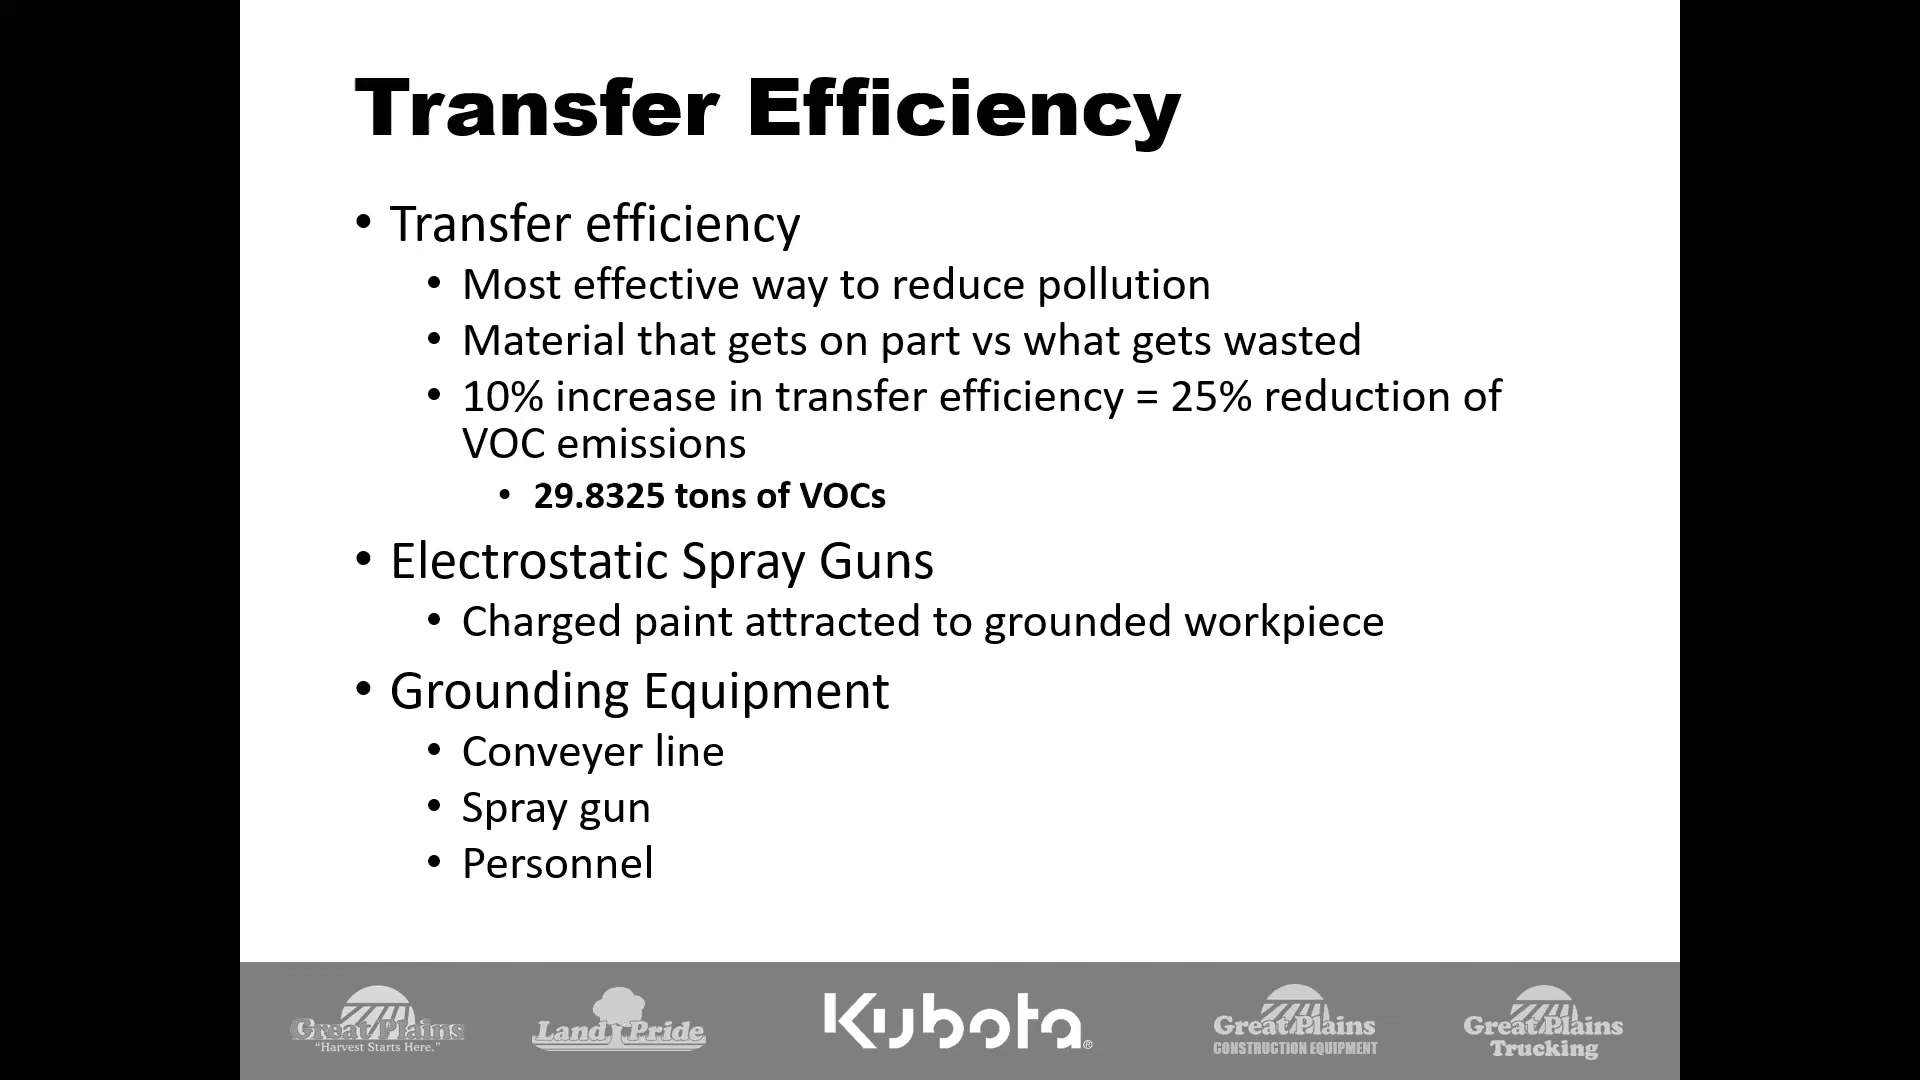 Transfer Efficiency
• Transfer efficiency
• Most effective way to reduce pollution
• Material that gets on part vs what gets wasted
• 10% increase in transfer efficiency = 25% reduction of
VOC emissions
• 29.8325 tons of VOCs
• Electrostatic Spray Guns
• Charged paint attracted to grounded workpiece
• Grounding Equipment
• Conveyer line
• Spray gun
• Personnel
Great Plains
"Harvest Starts Here."
Land Pride
Kubota®
Great Plains
CONSTRUCTION EQUIPMENT
Great Plains
Trucking